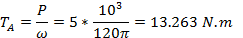 T_A = P/ω = 5 * 10^3/120π = 13.263 N.m